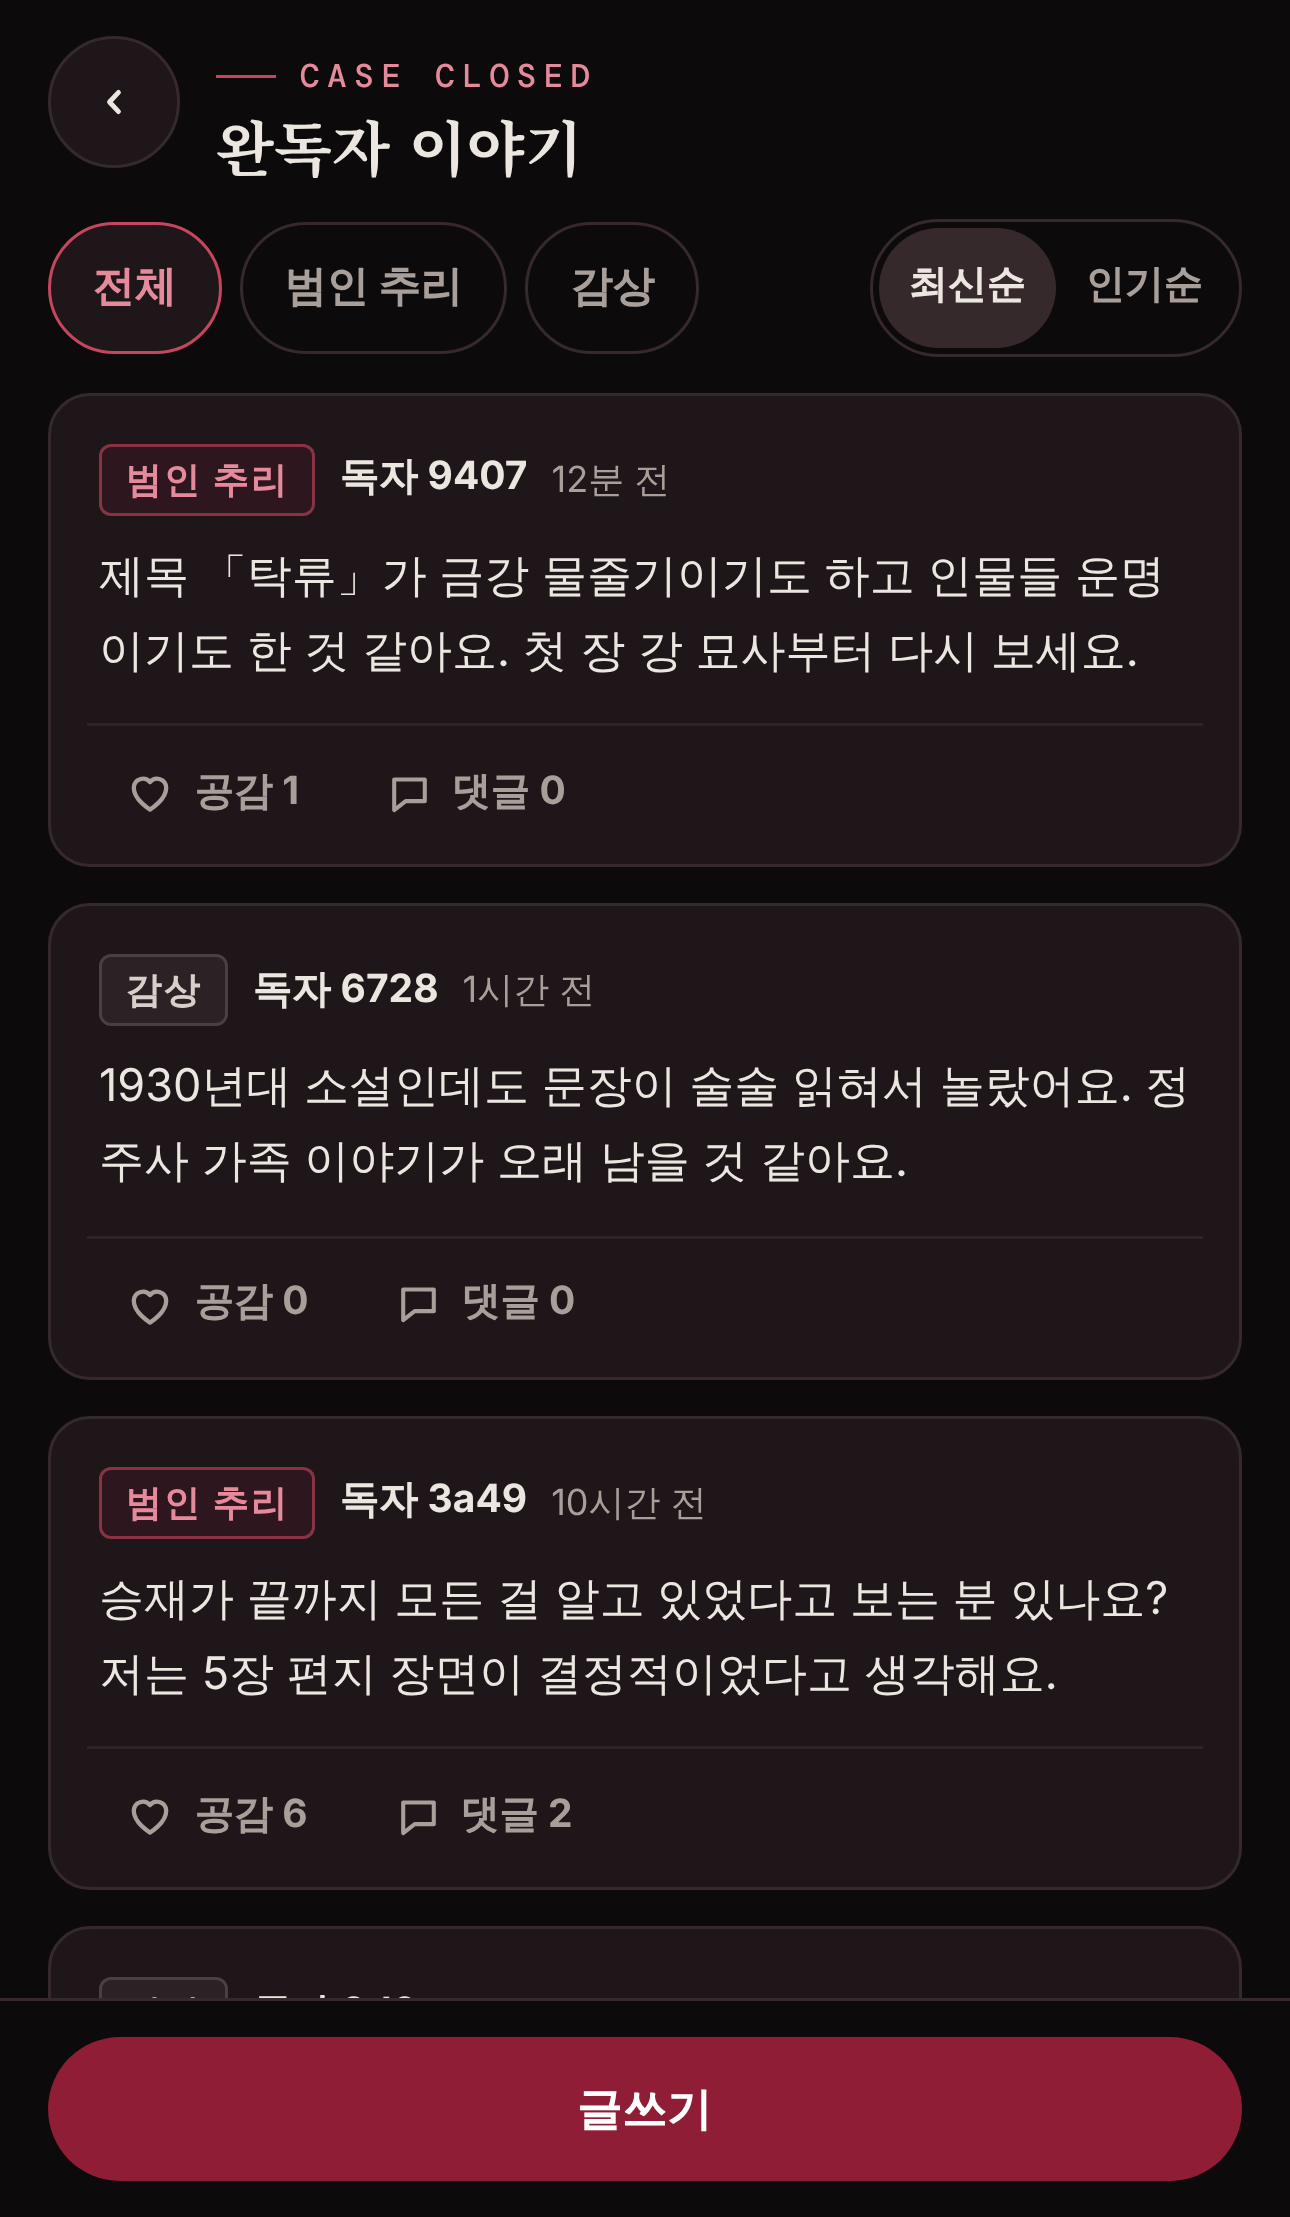 CASE CLOSED
완독자 이야기
전체 범인 추리 감상 최신순 인기순
범인 추리 독자 9407 12분 전
제목 「탁류」가 금강 물줄기이기도 하고 인물들 운명
이기도 한 것 같아요. 첫 장 강 묘사부터 다시 보세요.
공감 1 댓글 0
감상 독자 6728 1시간 전
1930년대 소설인데도 문장이 술술 읽혀서 놀랐어요. 정
주사 가족 이야기가 오래 남을 것 같아요.
공감 0 댓글 0
범인 추리 독자 3a49 10시간 전
승재가 끝까지 모든 걸 알고 있었다고 보는 분 있나요?
저는 5장 편지 장면이 결정적이었다고 생각해요.
공감 6 댓글 2
글쓰기